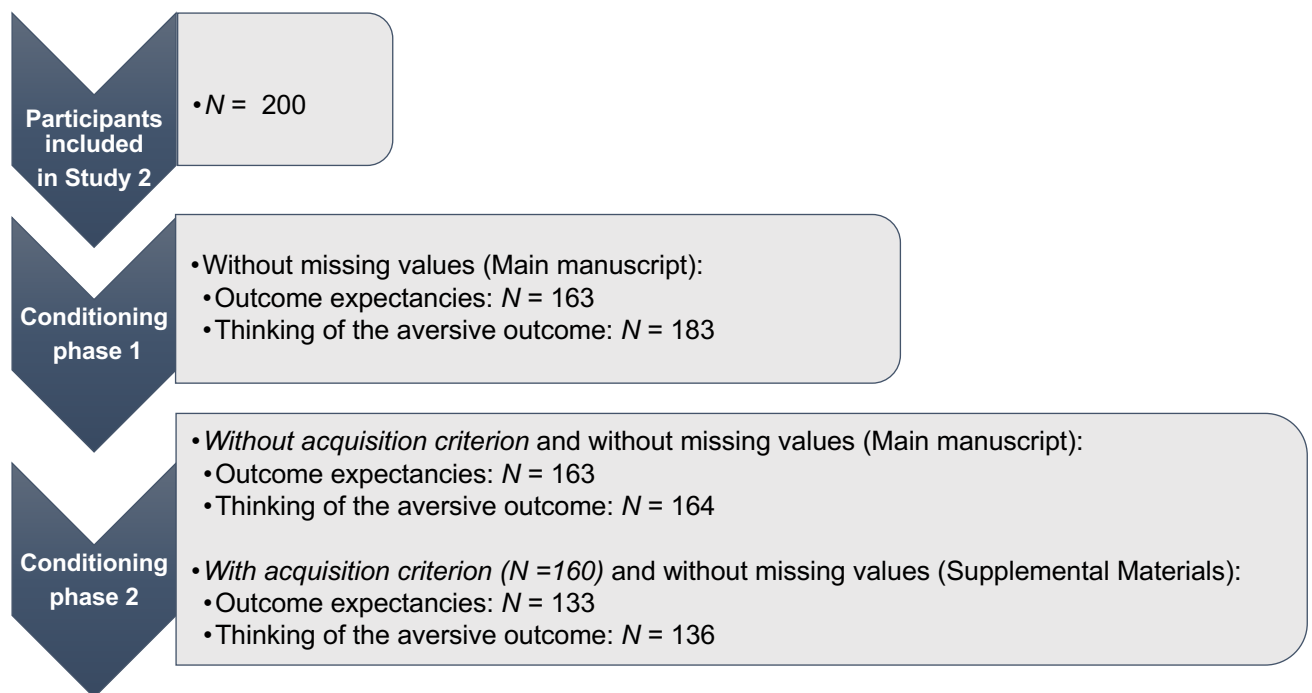 Participants
included
in Study 2
•N = 200
Conditioning
phase 1
•Without missing values (Main manuscript):
•Outcome expectancies: N = 163
•Thinking of the aversive outcome: N = 183
Conditioning
phase 2
•Without acquisition criterion and without missing values (Main manuscript):
•Outcome expectancies: N = 163
•Thinking of the aversive outcome: N = 164
•With acquisition criterion (N =160) and without missing values (Supplemental Materials):
•Outcome expectancies: N = 133
•Thinking of the aversive outcome: N = 136